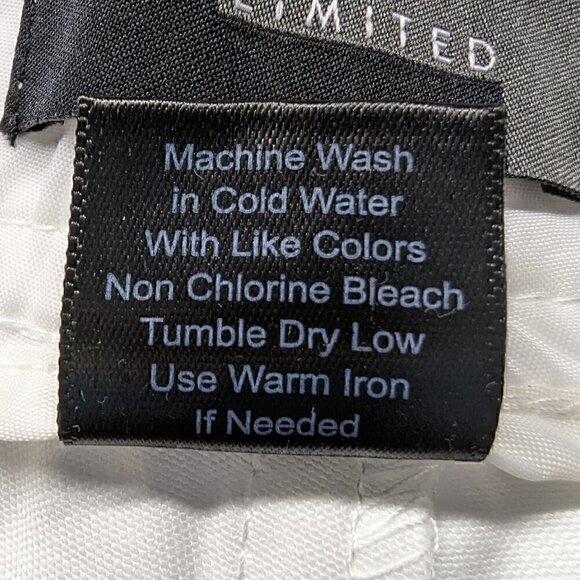 LIMITED
Machine Wash
in Cold Water
With Like Colors
Non Chlorine Bleach
Tumble Dry Low
Use Warm Iron
If Needed